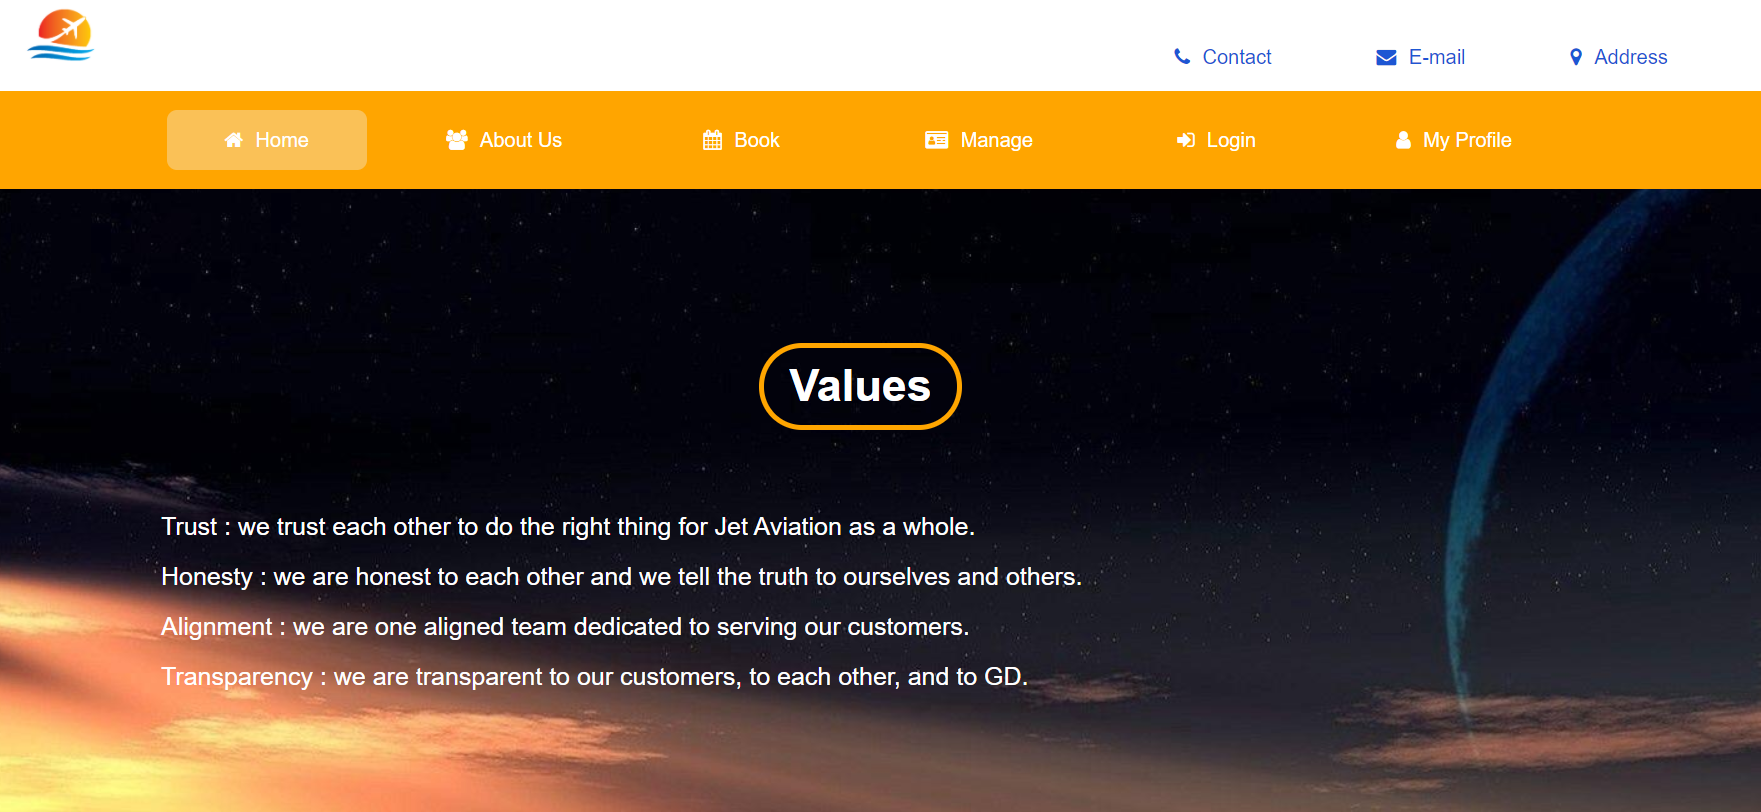 Contact E-mail Address
Home About Us Book Manage Login My Profile
Values
Trust : we trust each other to do the right thing for Jet Aviation as a whole.
Honesty : we are honest to each other and we tell the truth to ourselves and others.
Alignment : we are one aligned team dedicated to serving our customers.
Transparency : we are transparent to our customers, to each other, and to GD.